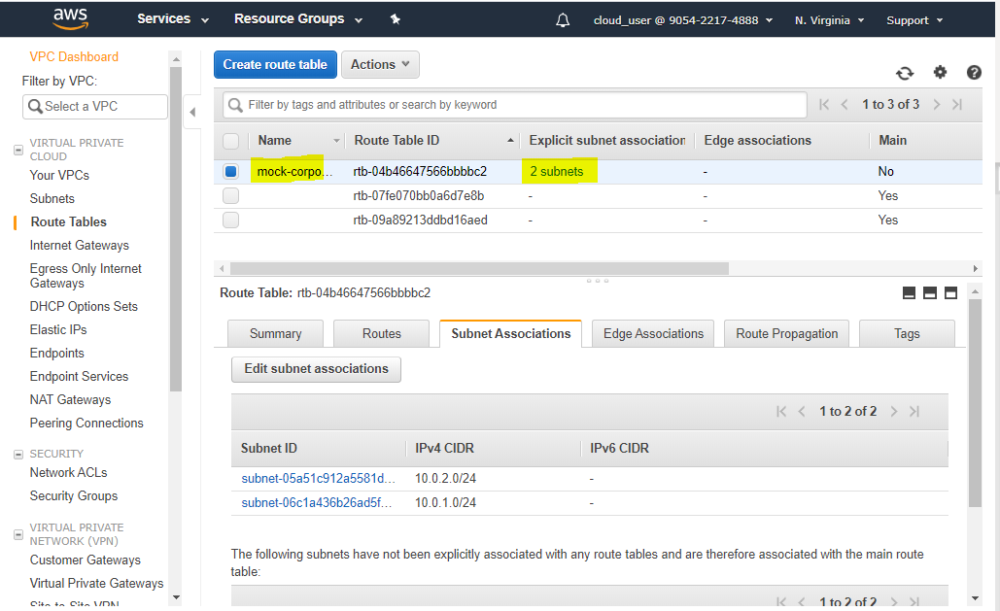 aws Services Resource Groups cloud_user @ 9054-2217-4888 N. Virginia Support
VPC Dashboard
Filter by VPC:
Select a VPC
VIRTUAL PRIVATE
CLOUD
Your VPCs
Subnets
Route Tables
Internet Gateways
Egress Only Internet
Gateways
DHCP Options Sets
Elastic IPs
Endpoints
Endpoint Services
NAT Gateways
Peering Connections
SECURITY
Network ACLs
Security Groups
VIRTUAL PRIVATE
NETWORK (VPN)
Customer Gateways
Virtual Private Gateways
Site-to-Site VPN
Create route table Actions
Filter by tags and attributes or search by keyword 1 to 3 of 3
Name Route Table ID Explicit subnet association Edge associations Main
mock-corpo... rtb-04b46647566bbbbc2 2 subnets - No
rtb-07fe070bb0a6d7e8b - - Yes
rtb-09a89213ddbd16aed - - Yes
Route Table: rtb-04b46647566bbbbc2
Summary Routes Subnet Associations Edge Associations Route Propagation Tags
Edit subnet associations
1 to 2 of 2
Subnet ID IPv4 CIDR IPv6 CIDR
subnet-05a51c912a5581d... 10.0.2.0/24 -
subnet-06c1a436b26ad5f... 10.0.1.0/24 -
The following subnets have not been explicitly associated with any route tables and are therefore associated with the main route
table:
1 to 2 of 2